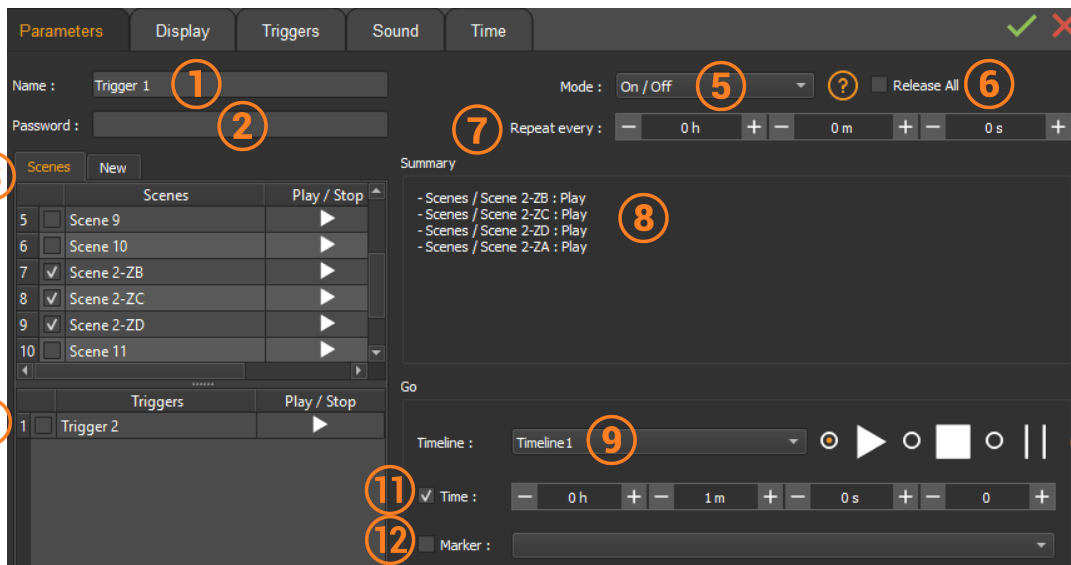 Parameters Display Triggers Sound Time
Name : Trigger 1 1 Mode : On / Off 5 ? Release All 6
Password : 2 7 Repeat every : − 0 h + − 0 m + − 0 s +
Scenes New Summary
Scenes Play / Stop
5 Scene 9
6 Scene 10
7 Scene 2-ZB
8 Scene 2-ZC
9 Scene 2-ZD
10 Scene 11
- Scenes / Scene 2-ZB : Play
- Scenes / Scene 2-ZC : Play
- Scenes / Scene 2-ZD : Play
- Scenes / Scene 2-ZA : Play
8
Triggers Play / Stop
1 Trigger 2
Go
Timeline : Timeline1 9
11 Time : − 0 h + − 1 m + − 0 s + − 0 +
12 Marker :